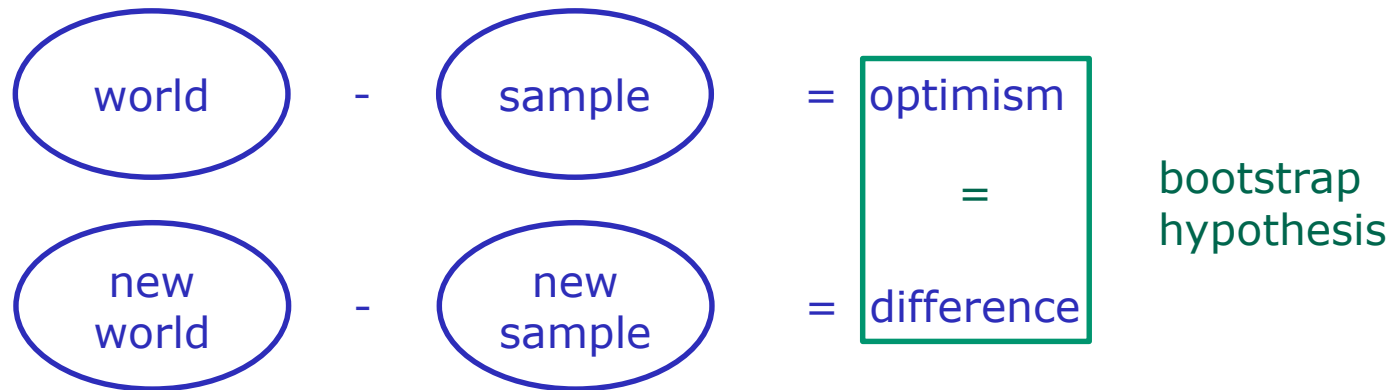 world - sample = optimism
=
bootstrap
hypothesis
new
world
-
new
sample
= difference